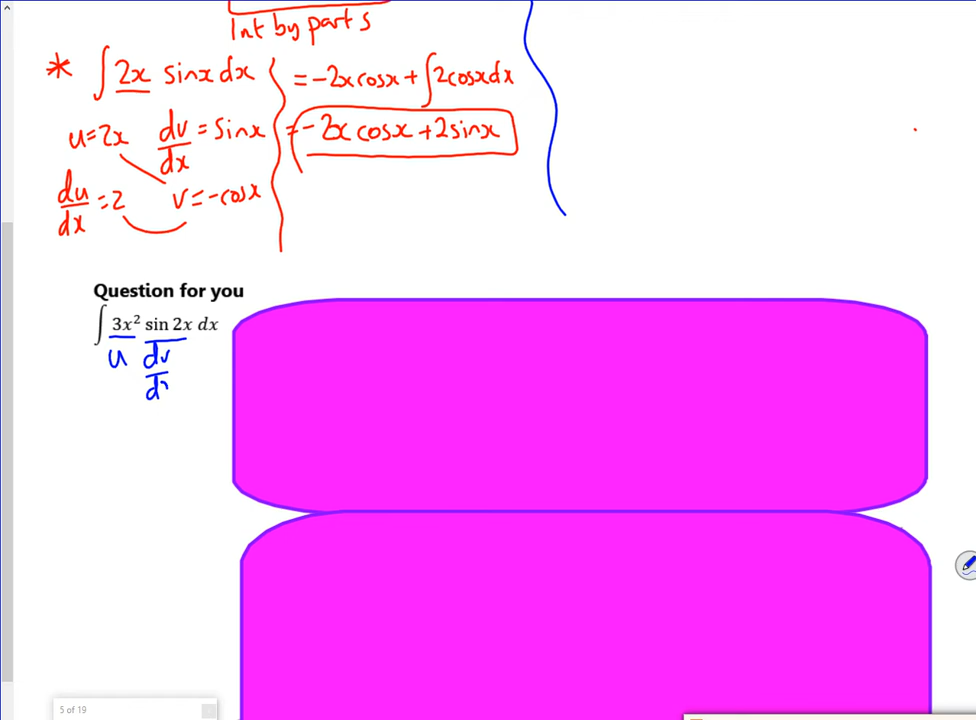 Int by parts
* ∫ 2x sinx dx = -2x cosx + ∫ 2cosx dx
u=2x dv/dx = sinx = -2x cosx + 2sinx
du/dx = 2 v = -cosx
Question for you
∫ 3x² sin 2x dx
u dv/d
5 of 19